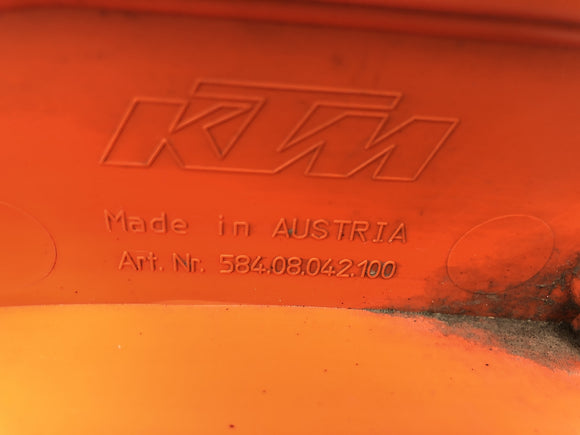 KTM
Made in AUSTRIA
Art. Nr. 584.08.042.100